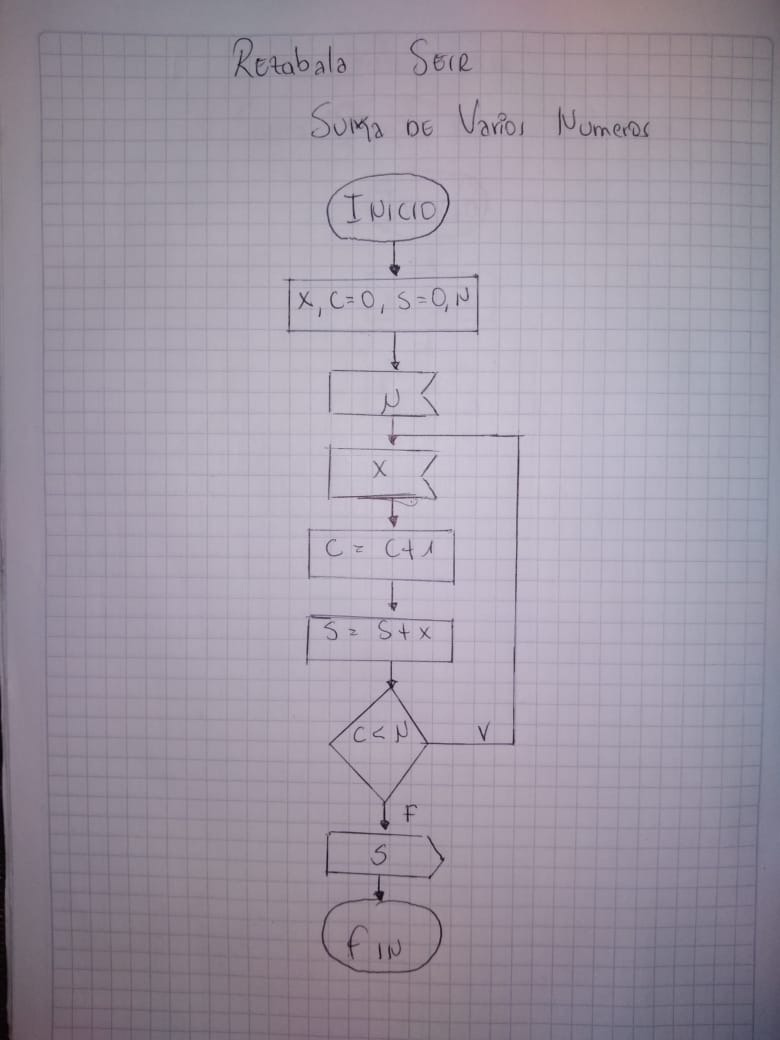 Retabala Seir
Suma de Varios Numeros
INICIO
X, C=0, S=0, N
N
X
C = C+1
S = S+x
C < N
V
F
S
FIN